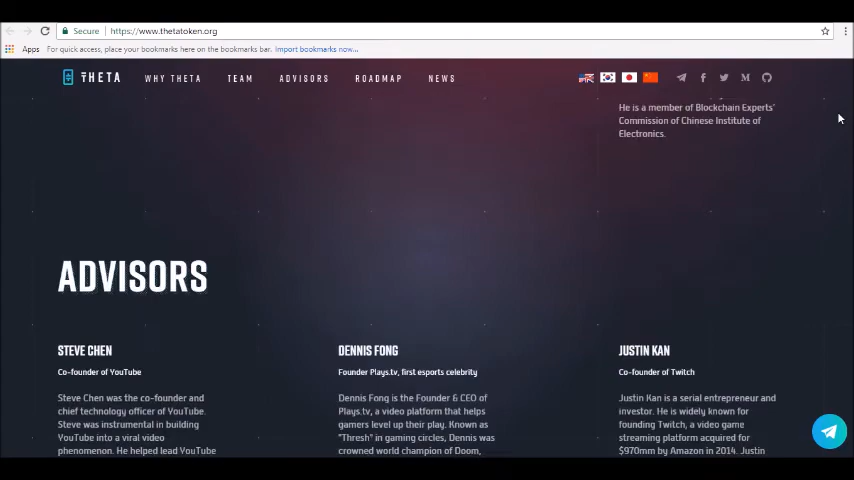 Secure
https://www.thetatoken.org
Apps
For quick access, place your bookmarks here on the bookmarks bar. Import bookmarks now...
THETA
WHY THETA
TEAM
ADVISORS
ROADMAP
NEWS
He is a member of Blockchain Experts'
Commission of Chinese Institute of
Electronics.
ADVISORS
STEVE CHEN
Co-founder of YouTube
Steve Chen was the co-founder and
chief technology officer of YouTube.
Steve was instrumental in building
YouTube into a viral video
phenomenon. He helped lead YouTube
DENNIS FONG
Founder Plays.tv, first esports celebrity
Dennis Fong is the Founder & CEO of
Plays.tv, a video platform that helps
gamers level up their play. Known as
"Thresh" in gaming circles, Dennis was
crowned world champion of Doom,
JUSTIN KAN
Co-founder of Twitch
Justin Kan is a serial entrepreneur and
investor. He is widely known for
founding Twitch, a video game
streaming platform acquired for
$970mm by Amazon in 2014. Justin